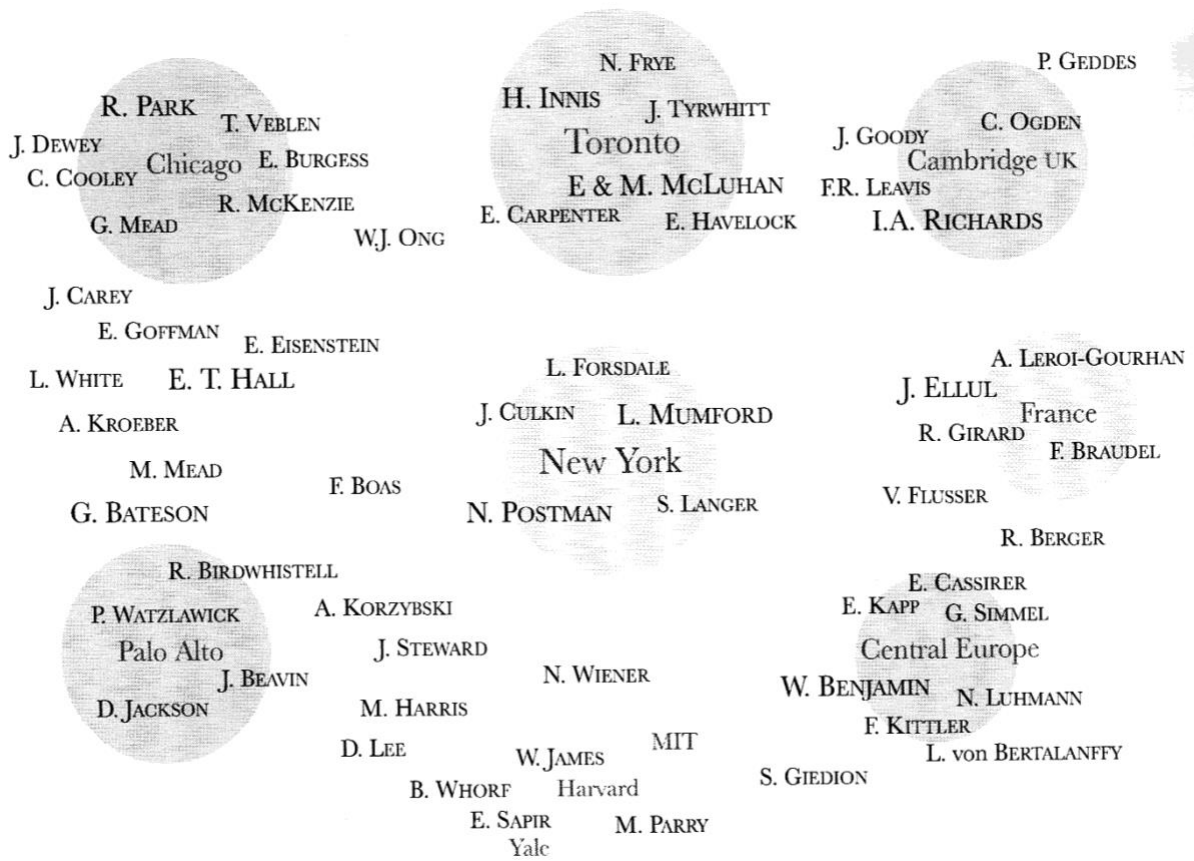 N. FRYE
P. GEDDES
R. PARK
H. INNIS
J. TYRWHITT
T. VEBLEN
C. OGDEN
J. DEWEY
Chicago
E. BURGESS
Toronto
J. GOODY
Cambridge UK
C. COOLEY
R. MCKENZIE
E & M. MCLUHAN
F.R. LEAVIS
G. MEAD
W.J. ONG
E. CARPENTER
E. HAVELOCK
I.A. RICHARDS
J. CAREY
E. GOFFMAN
E. EISENSTEIN
L. WHITE
E. T. HALL
L. FORSDALE
A. LEROI-GOURHAN
J. ELLUL
A. KROEBER
J. CULKIN
L. MUMFORD
France
R. GIRARD
F. BRAUDEL
M. MEAD
F. BOAS
New York
G. BATESON
N. POSTMAN
S. LANGER
V. FLUSSER
R. BERGER
R. BIRDWHISTELL
E. CASSIRER
P. WATZLAWICK
A. KORZYBSKI
E. KAPP
G. SIMMEL
Palo Alto
J. STEWARD
Central Europe
J. BEAVIN
N. WIENER
W. BENJAMIN
N. LUHMANN
D. JACKSON
M. HARRIS
F. KITTLER
D. LEE
W. JAMES
MIT
L. VON BERTALANFFY
B. WHORF
Harvard
S. GIEDION
E. SAPIR
M. PARRY
Yale